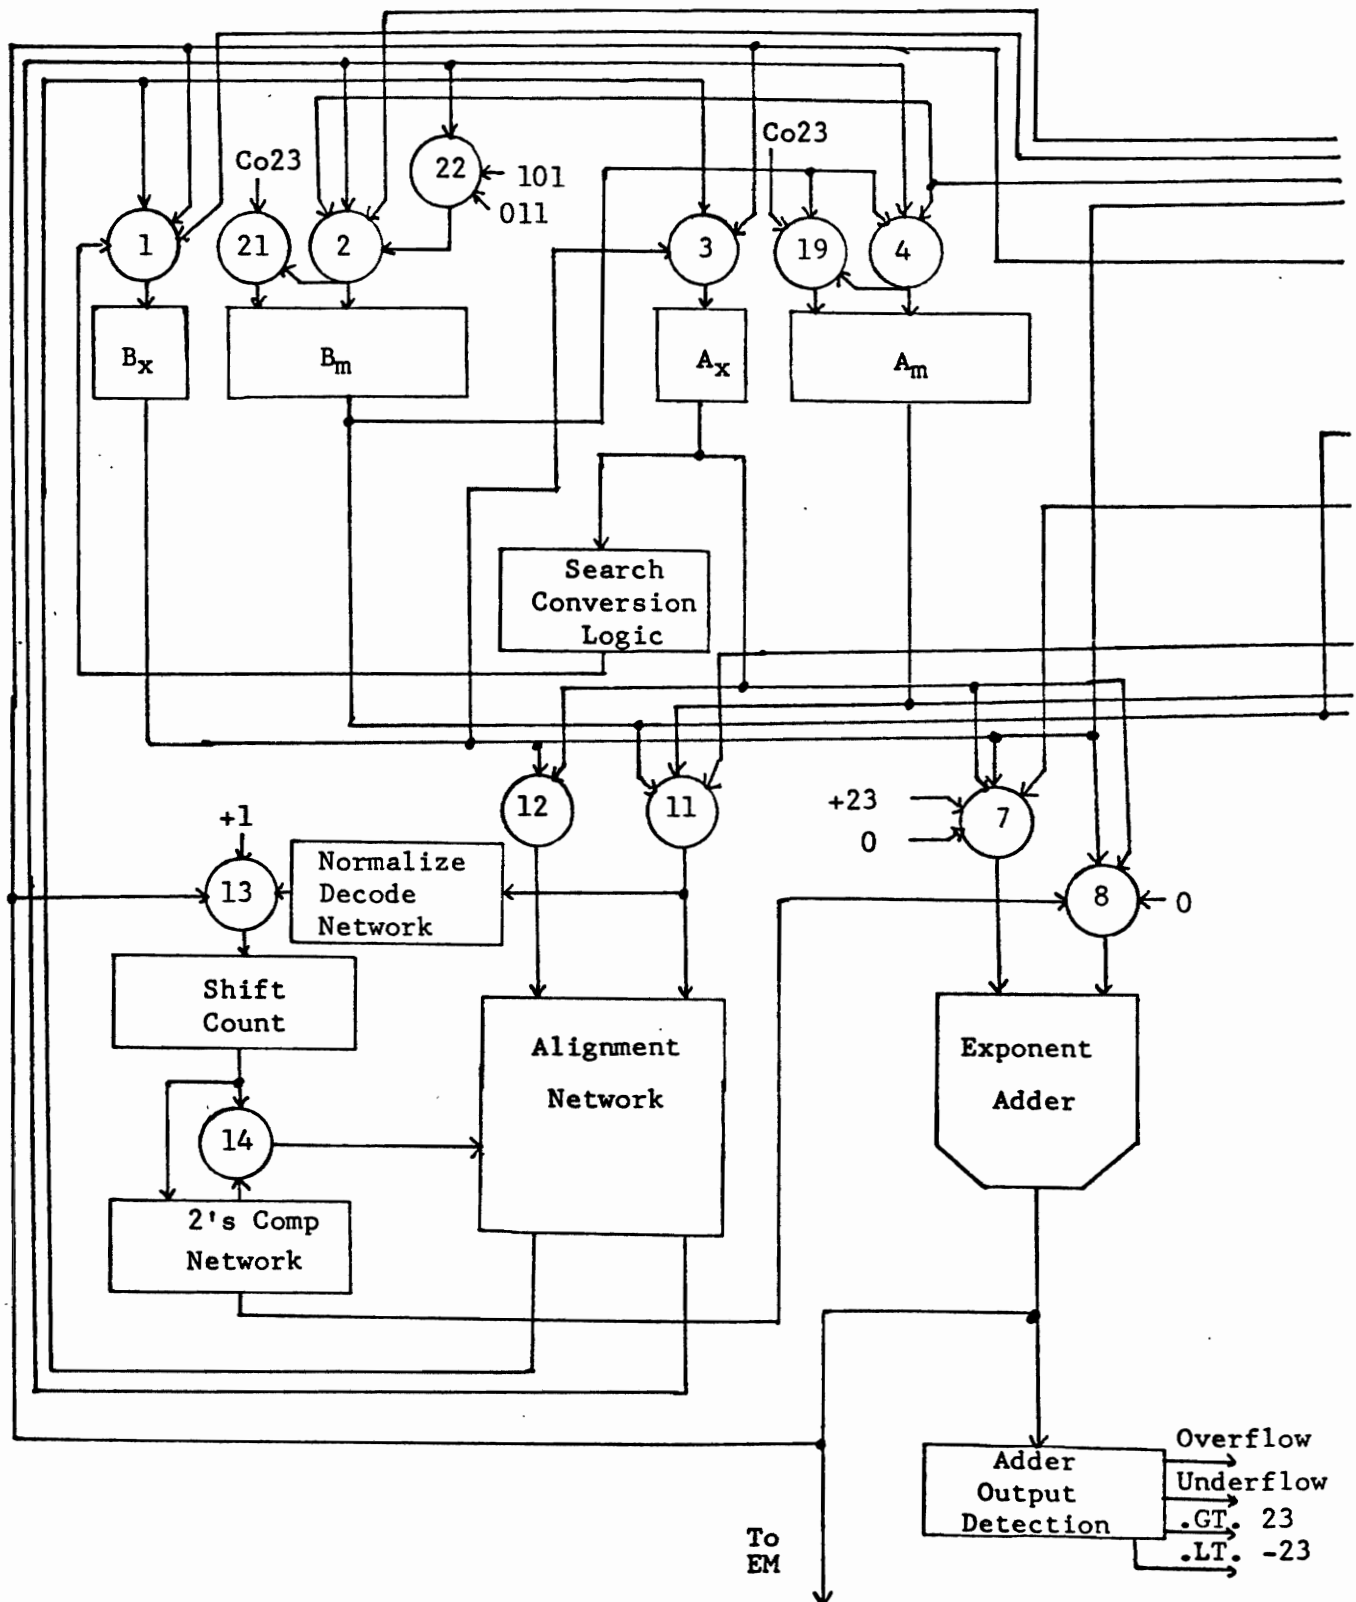 Co23
Co23
22
101
011
1
21
2
3
19
4
Bx
Bm
Ax
Am
Search
Conversion
Logic
12
11
+23
0
7
+1
13
Normalize
Decode
Network
8
0
Shift
Count
Alignment
Network
Exponent
Adder
14
2's Comp
Network
To
EM
Adder
Output
Detection
Overflow
Underflow
.GT. 23
.LT. -23